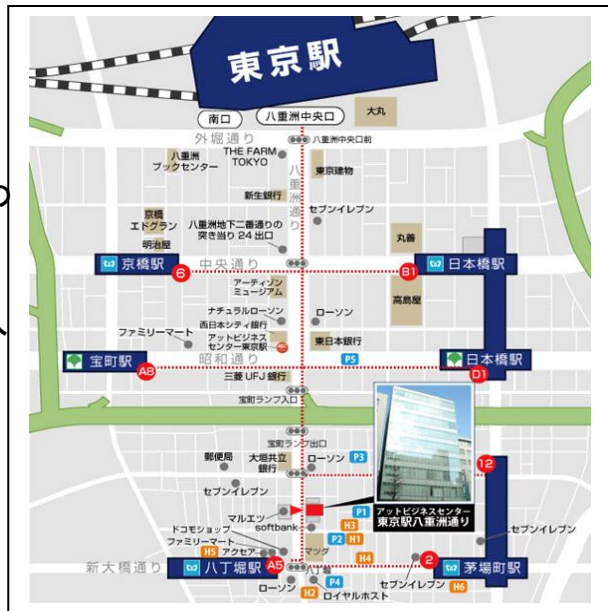 東京駅
南口
八重洲中央口
大丸
外堀通り
八重洲中央口前
八重洲
ブックセンター
THE FARM
TOKYO
八重洲通り
東京建物
新生銀行
京橋
エドグラン
セブンイレブン
八重洲地下二番通りの
突き当り 24 出口
明治屋
丸善
京橋駅
6
中央通り
B1
日本橋駅
アーティゾン
ミュージアム
高島屋
ナチュラルローソン
ローソン
西日本シティ銀行
ファミリーマート
アットビジネス
センター東京駅
東日本銀行
昭和通り
P5
宝町駅
A8
日本橋駅
D1
三菱 UFJ 銀行
宝町ランプ入口
宝町ランプ出口
郵便局
大垣共立
銀行
ローソン
P3
12
セブンイレブン
アットビジネスセンター
東京駅八重洲通り
マルエツ
P1
softbank
H3
ドコモショップ
P2
H1
セブンイレブン
ファミリーマート
マツダ
H5
アクセア
H4
新大橋通り
八丁堀駅
A5
八丁堀
2
茅場町駅
ローソン
H2
P4
ロイヤルホスト
セブンイレブン
H6